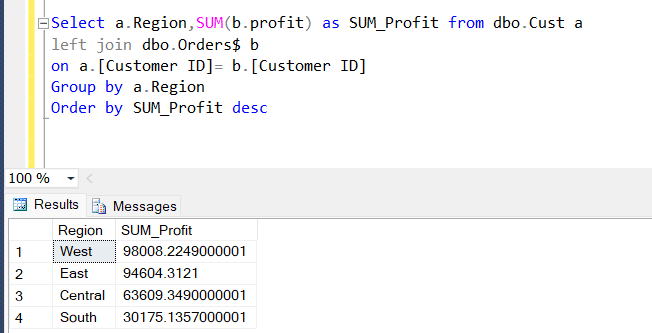 Select a.Region,SUM(b.profit) as SUM_Profit from dbo.Cust a
left join dbo.Orders$ b
on a.[Customer ID]= b.[Customer ID]
Group by a.Region
Order by SUM_Profit desc
100 %
Results Messages
Region SUM_Profit
1 West 98008.2249000001
2 East 94604.3121
3 Central 63609.3490000001
4 South 30175.1357000001